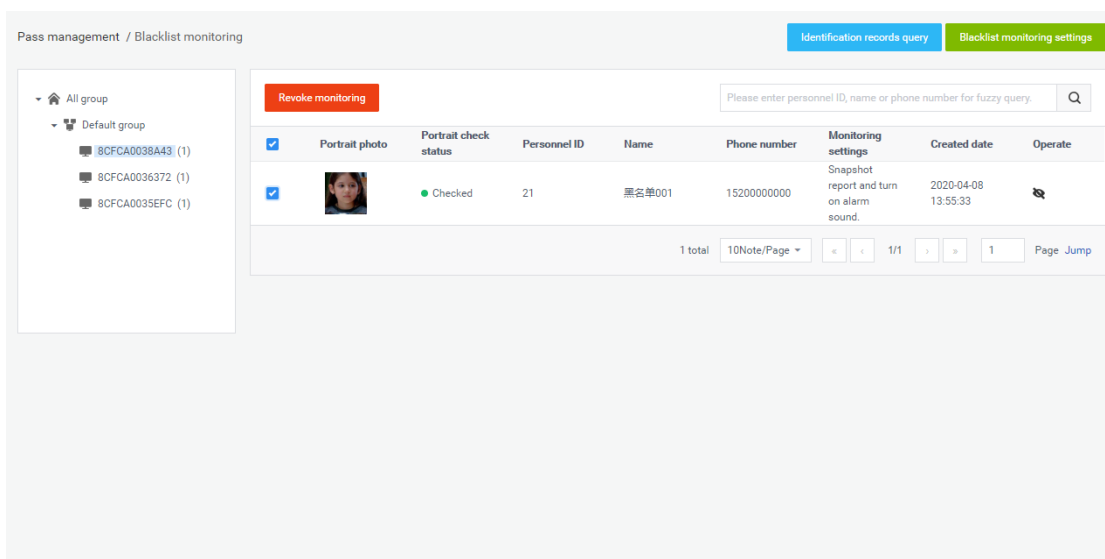 Pass management / Blacklist monitoring
Identification records query
Blacklist monitoring settings
All group
Default group
8CFCA0038A43 (1)
8CFCA0036372 (1)
8CFCA0035EFC (1)
Revoke monitoring
Please enter personnel ID, name or phone number for fuzzy query.
Portrait photo
Portrait check
status
Personnel ID
Name
Phone number
Monitoring
settings
Created date
Operate
Checked
21
黑名单001
15200000000
Snapshot
report and turn
on alarm
sound.
2020-04-08
13:55:33
1 total
10Note/Page
«
‹
1/1
›
»
1
Page Jump